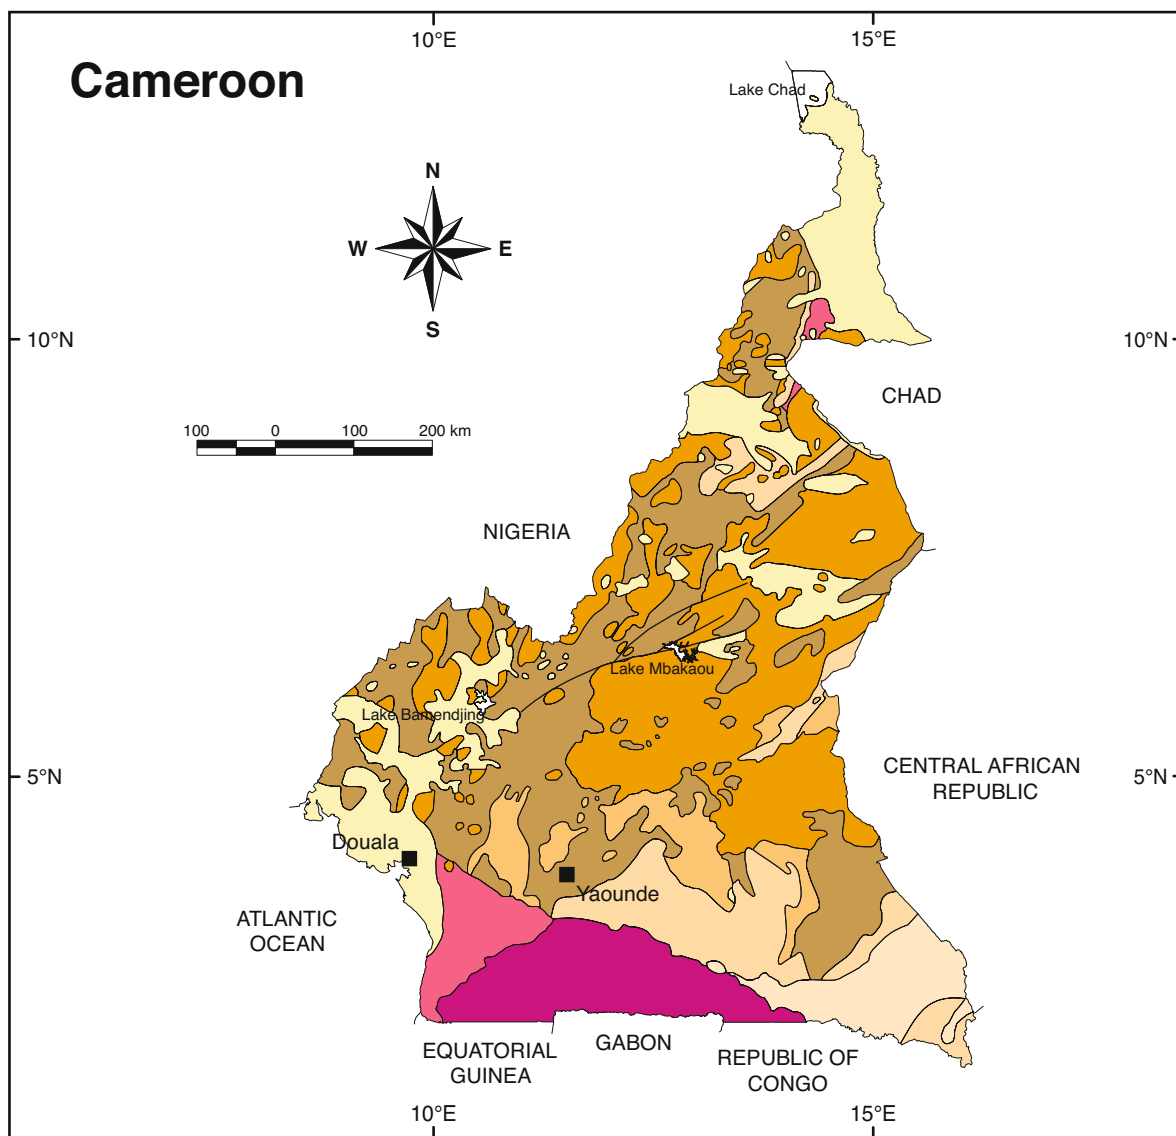 10°E
15°E
Cameroon
Lake Chad
N
W
E
S
10°N
10°N
CHAD
100
0
100
200 km
NIGERIA
Lake Mbakaou
Lake Bamendjing
5°N
CENTRAL AFRICAN
REPUBLIC
5°N
Douala
Yaounde
ATLANTIC
OCEAN
EQUATORIAL
GUINEA
GABON
REPUBLIC OF
CONGO
10°E
15°E